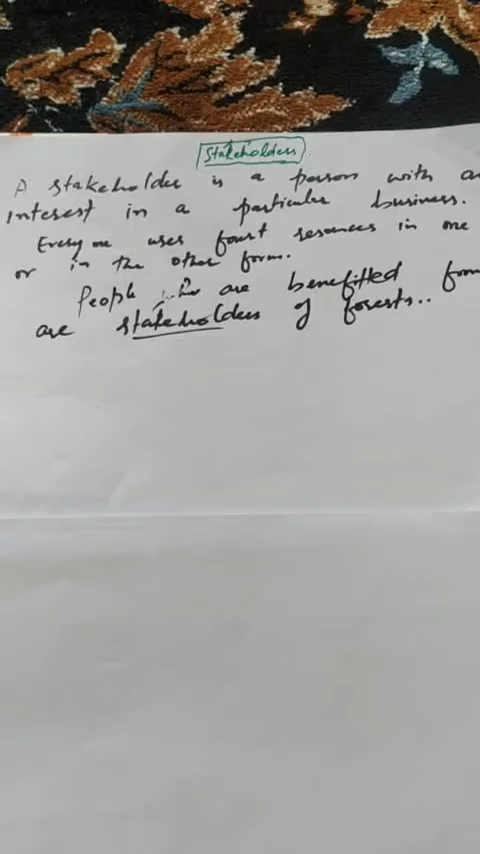 Stakeholders
A stakeholder is a person with an
interest in a particular business.
Every one uses forest resources in one
or in the other form.
People who are benefitted from
are stakeholders of forests..